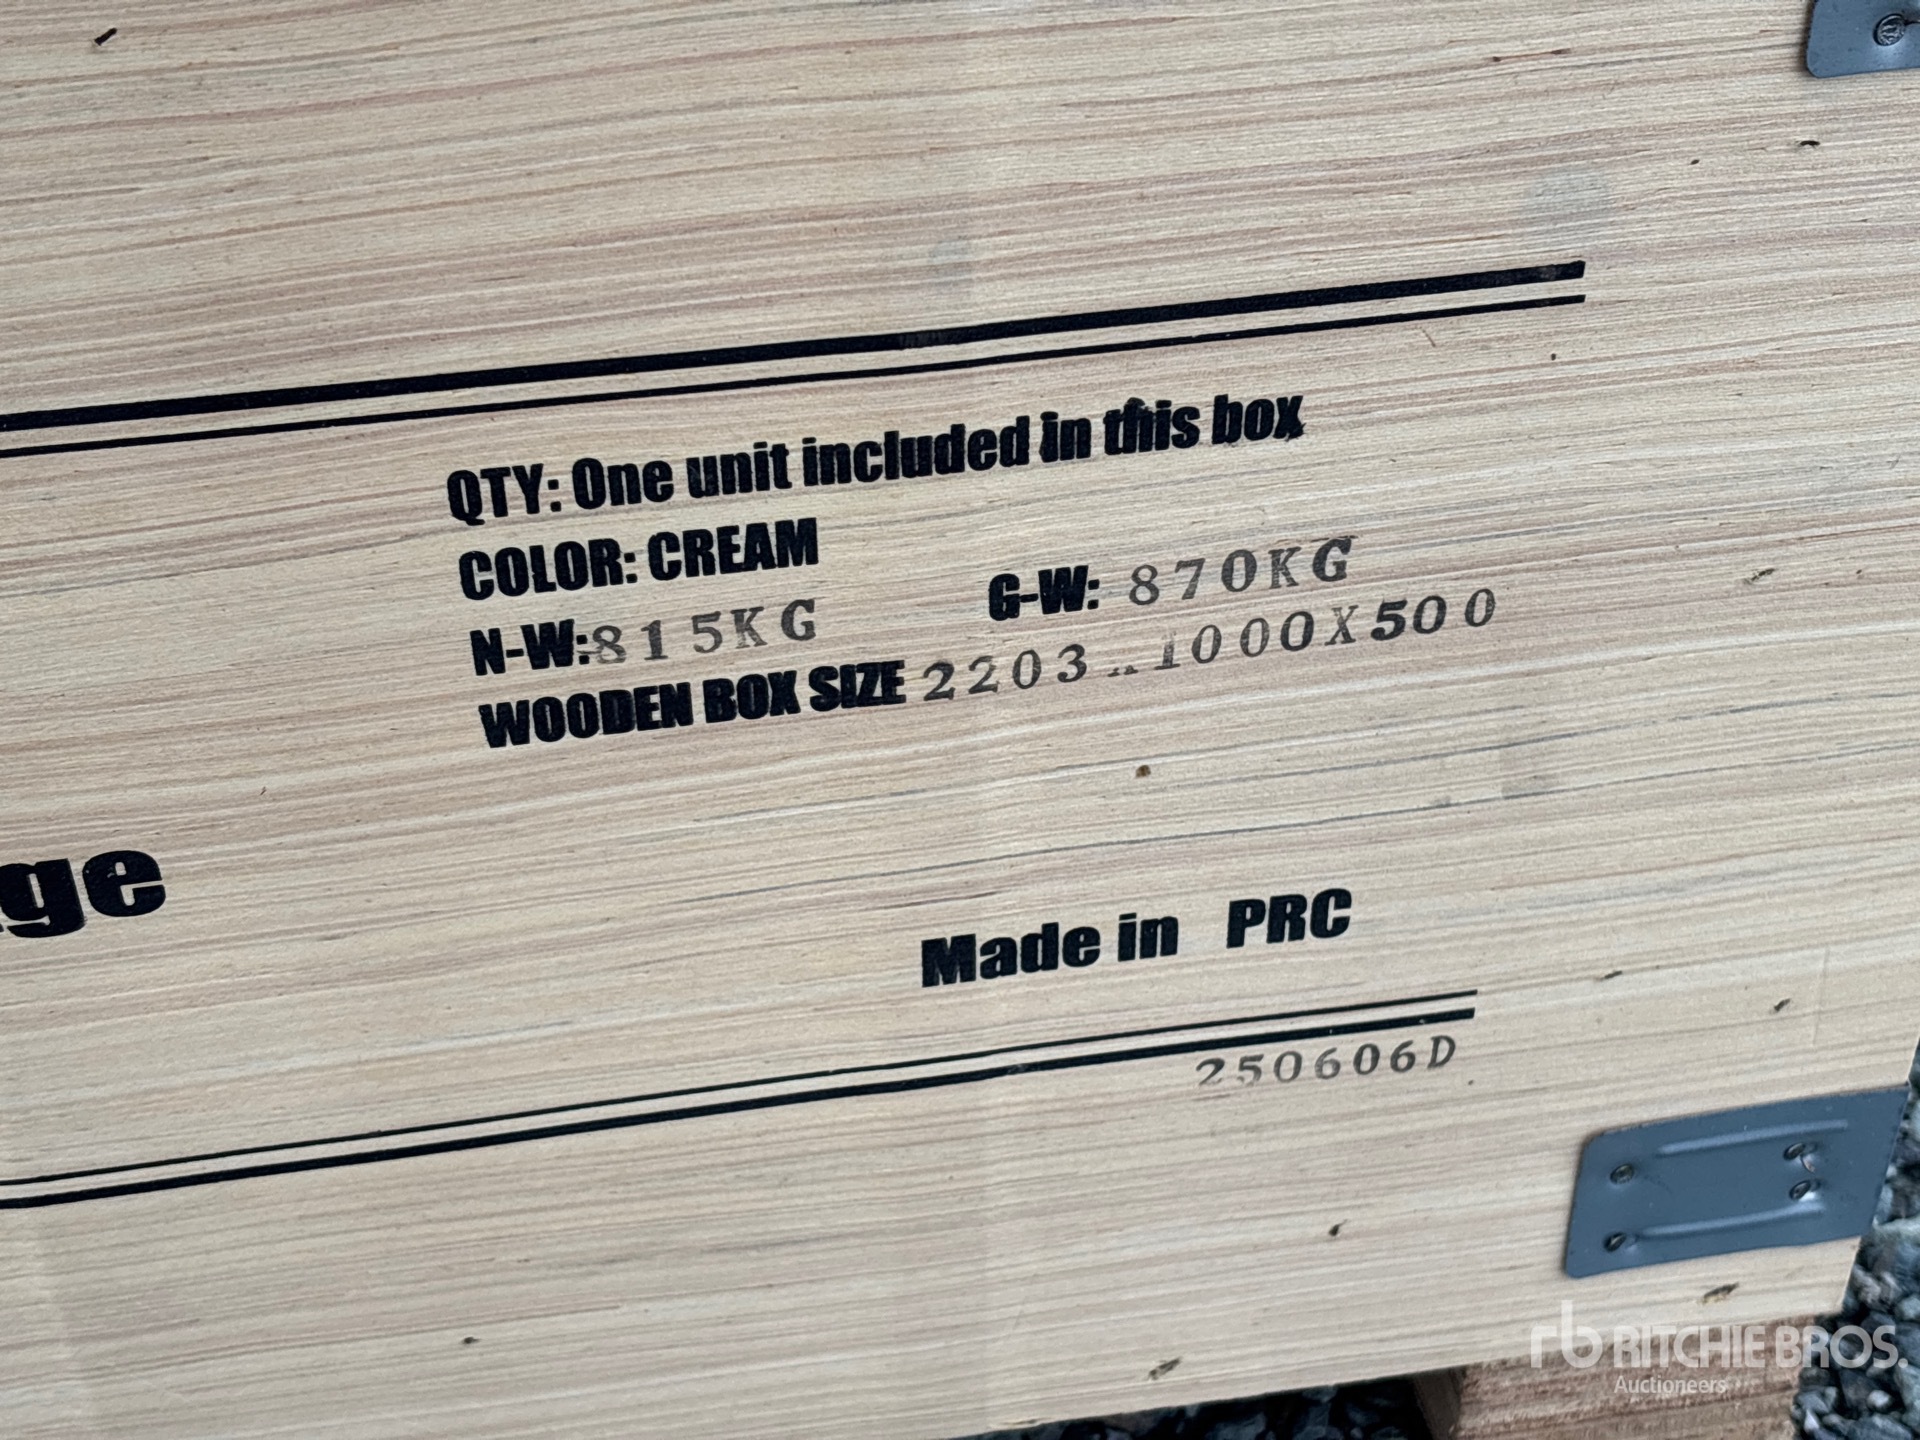 QTY: One unit included in this box
COLOR: CREAM
N-W:815KG G-W: 870KG
WOODEN BOX SIZE 2203 1000X500
ge
Made in PRC
250606D
rb RITCHIE BROS.
Auctioneers